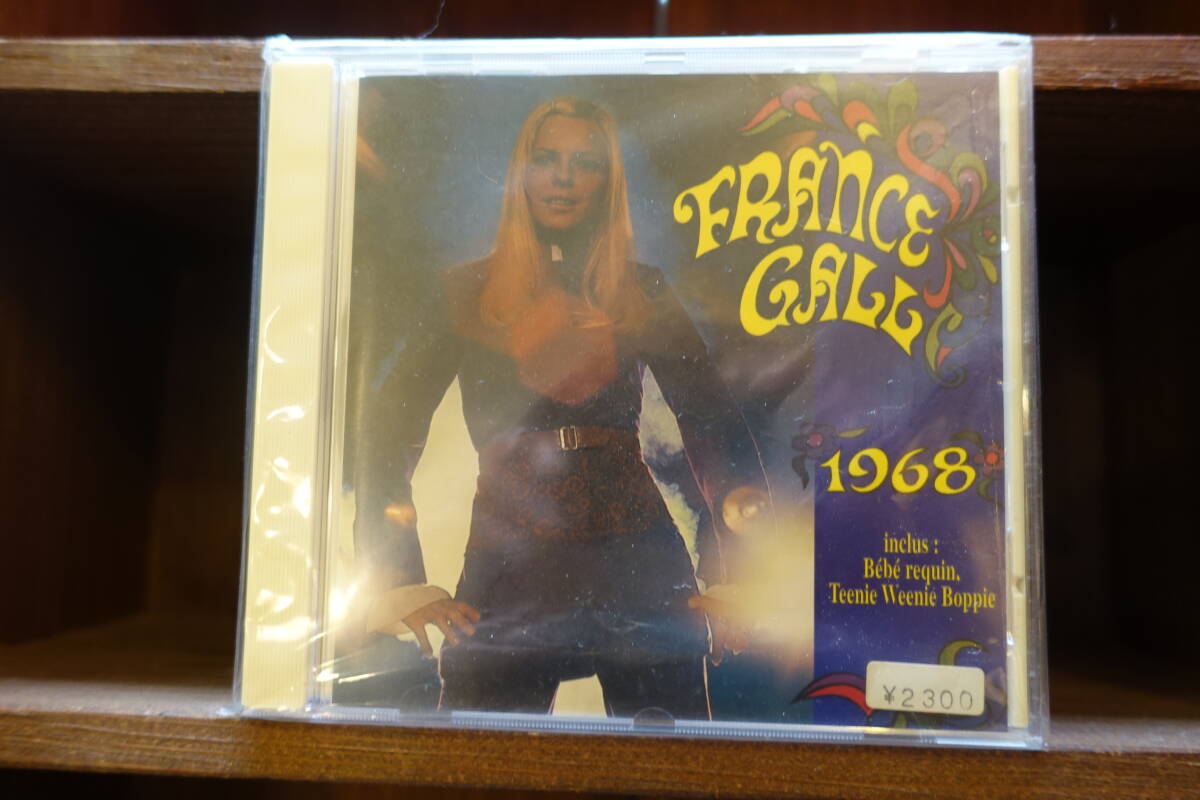 FRANCE
GALL
1968
inclus :
Bébé requin.
Teenie Weenie Boppie
¥2300